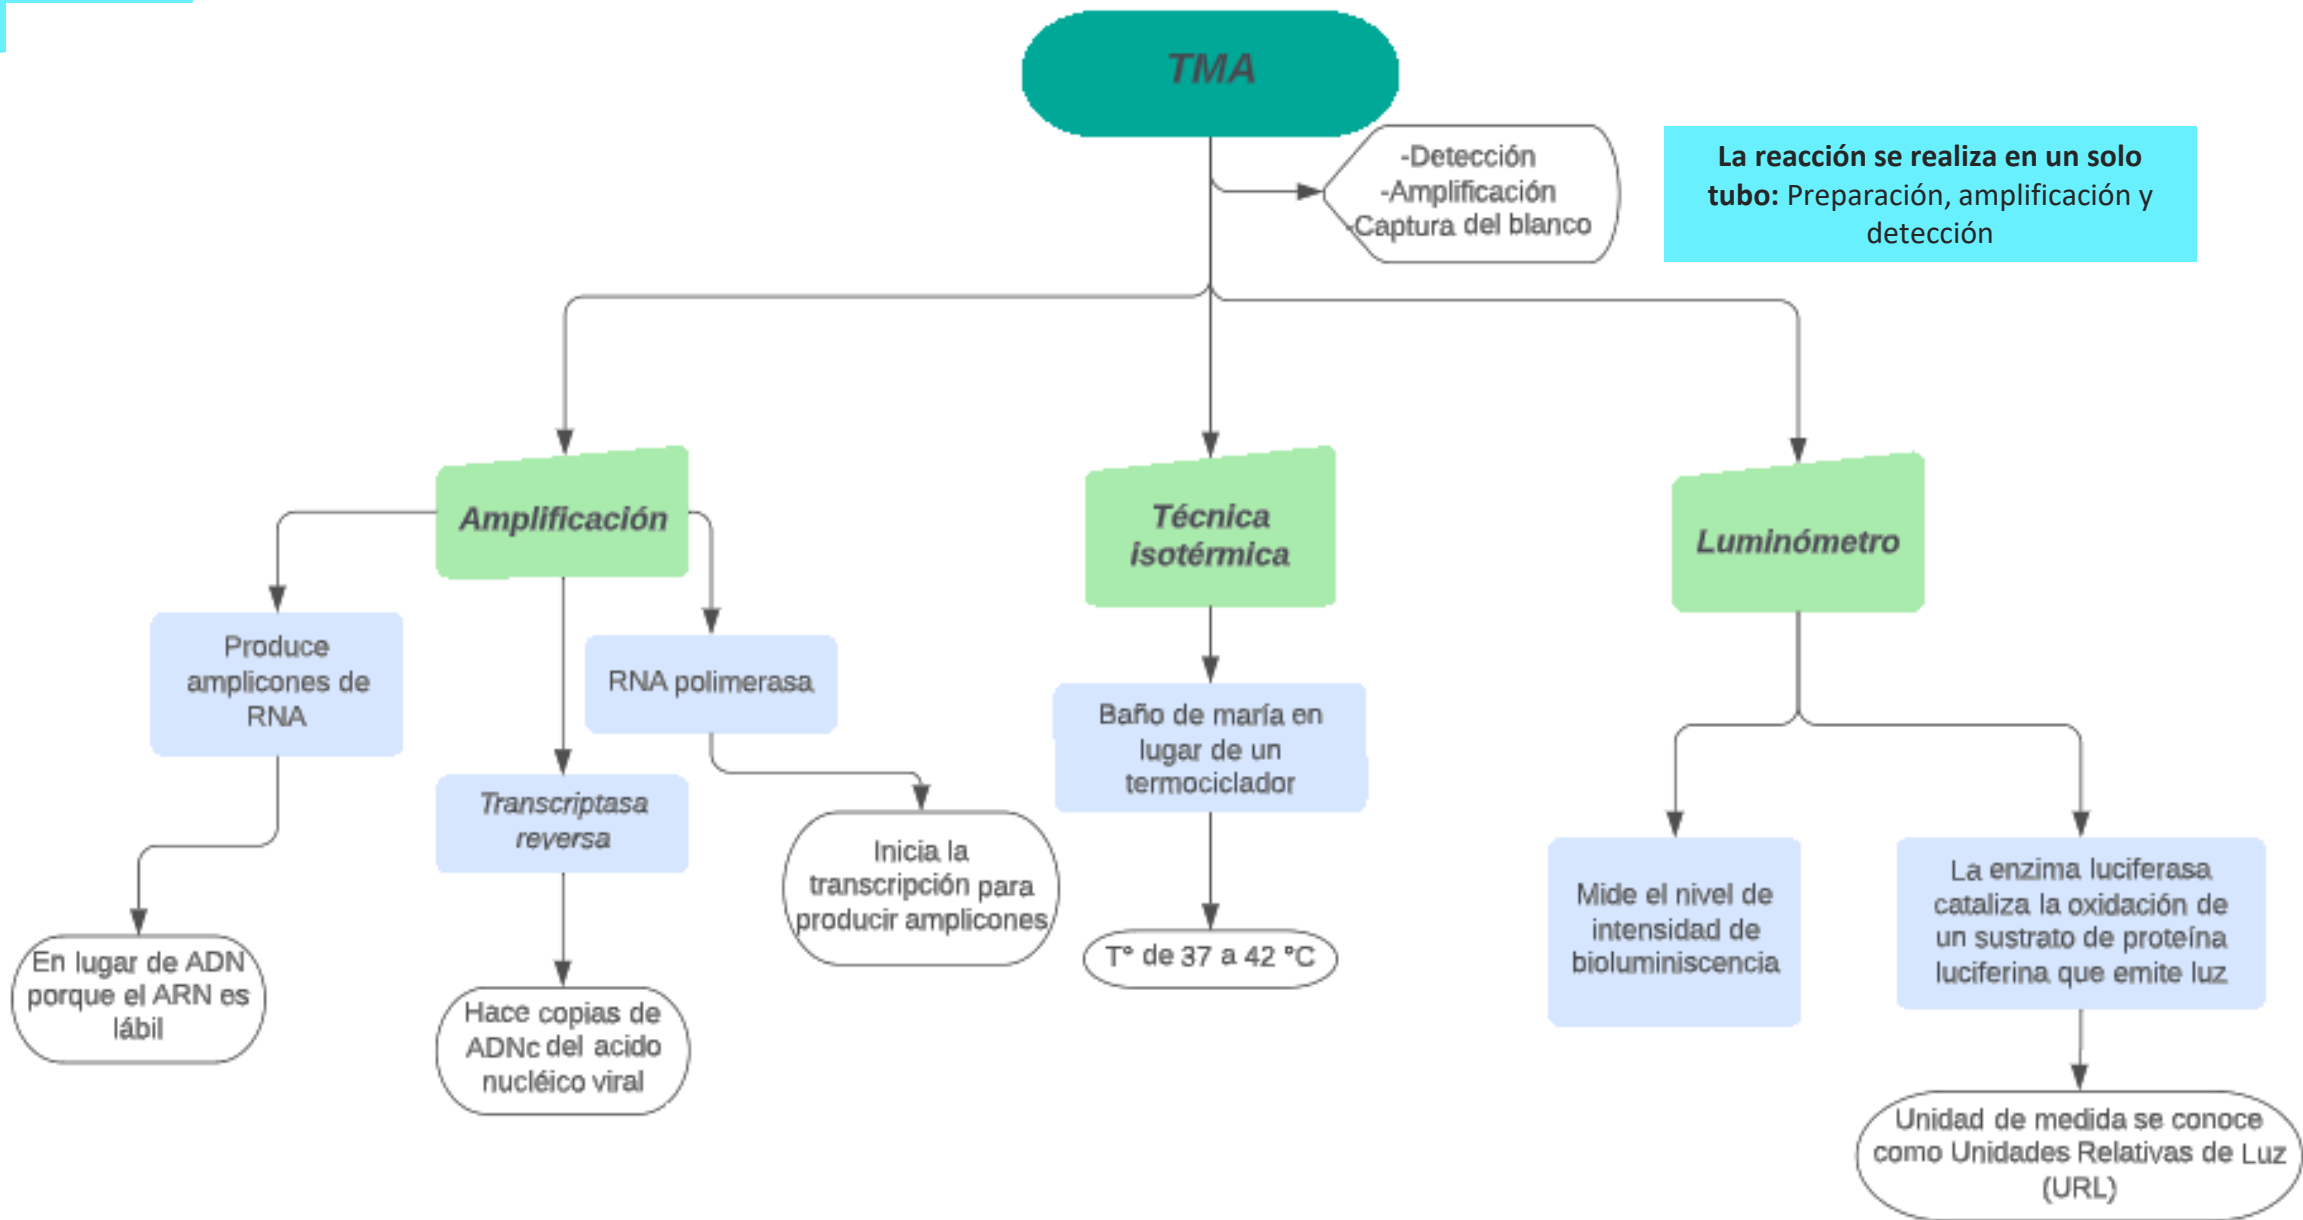 TMA
-Detección
-Amplificación
-Captura del blanco
La reacción se realiza en un solo
tubo: Preparación, amplificación y
detección
Amplificación
Produce
amplicones de
RNA
En lugar de ADN
porque el ARN es
lábil
Transcriptasa
reversa
Hace copias de
ADNc del acido
nucléico viral
RNA polimerasa
Inicia la
transcripción para
producir amplicones
Técnica
isotérmica
Baño de maría en
lugar de un
termociclador
T° de 37 a 42 °C
Luminómetro
Mide el nivel de
intensidad de
bioluminiscencia
La enzima luciferasa
cataliza la oxidación de
un sustrato de proteína
luciferina que emite luz
Unidad de medida se conoce
como Unidades Relativas de Luz
(URL)